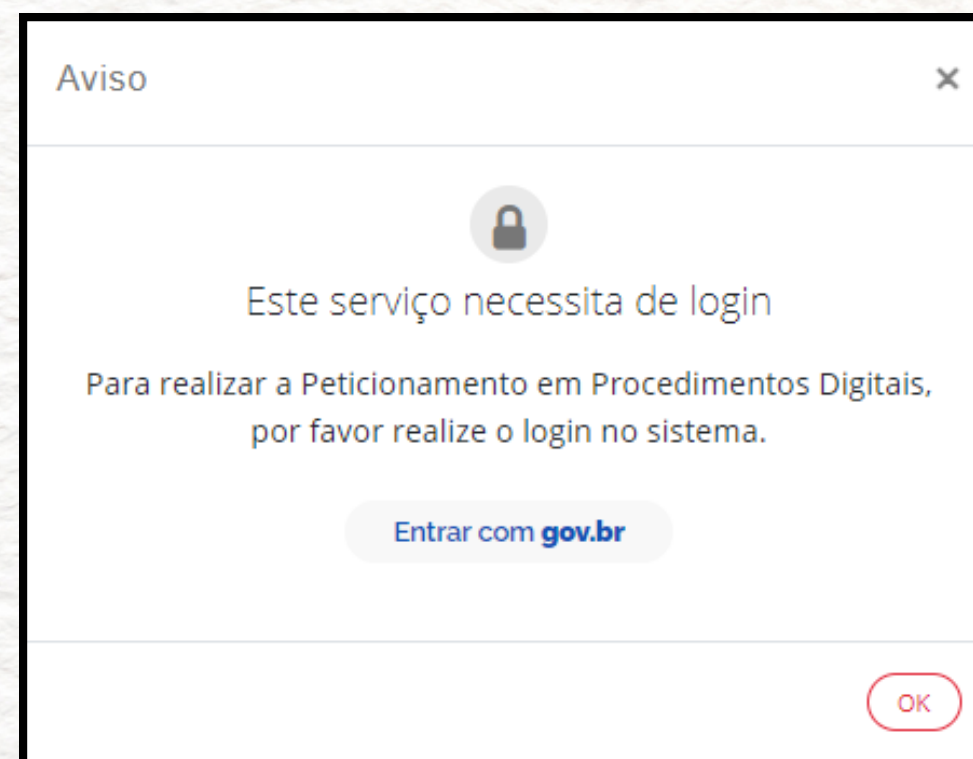 Aviso
Este serviço necessita de login
Para realizar a Peticionamento em Procedimentos Digitais,
por favor realize o login no sistema.
Entrar com gov.br
OK